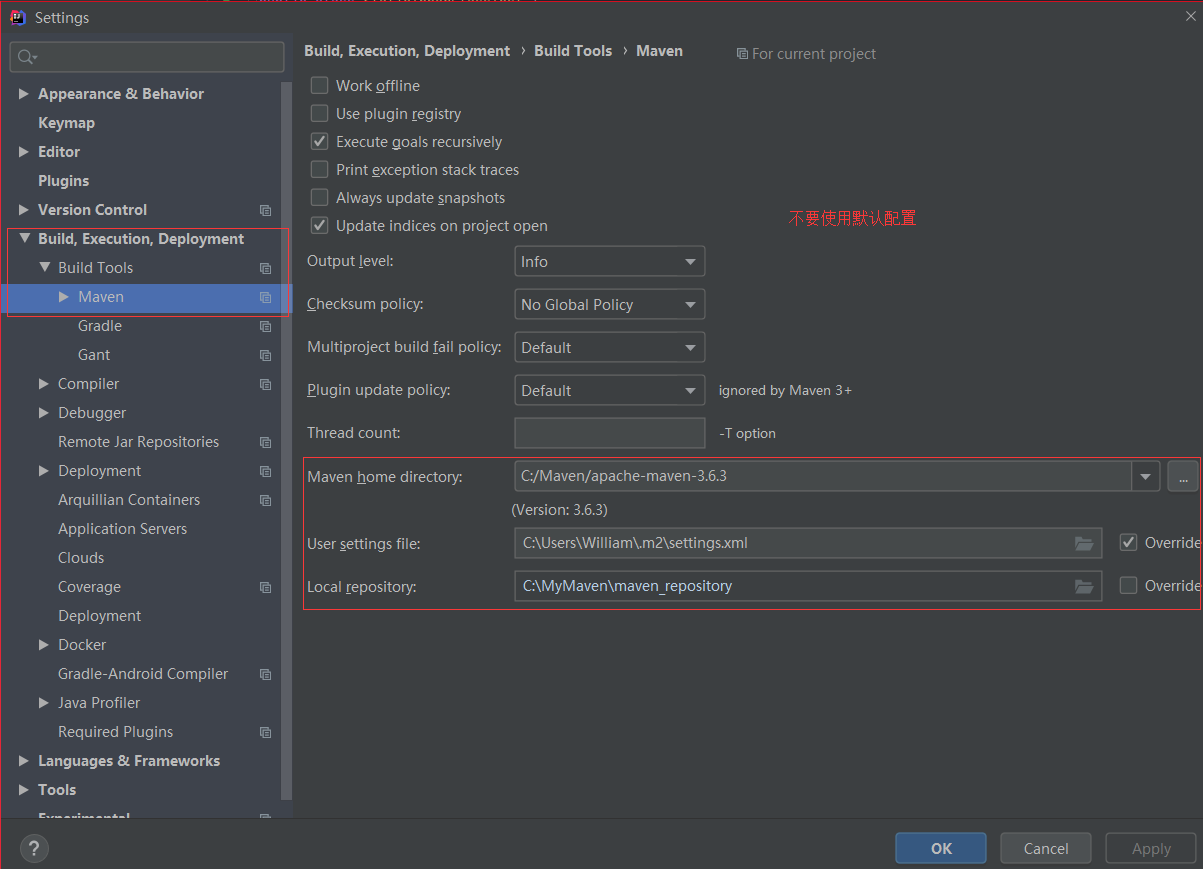 Settings
Appearance & Behavior
Keymap
Editor
Plugins
Version Control
Build, Execution, Deployment
Build Tools
Maven
Gradle
Gant
Compiler
Debugger
Remote Jar Repositories
Deployment
Arquillian Containers
Application Servers
Clouds
Coverage
Deployment
Docker
Gradle-Android Compiler
Java Profiler
Required Plugins
Languages & Frameworks
Tools
Experimental
Build, Execution, Deployment › Build Tools › Maven For current project
Work offline
Use plugin registry
Execute goals recursively
Print exception stack traces
Always update snapshots
不要使用默认配置
Update indices on project open
Output level: Info
Checksum policy: No Global Policy
Multiproject build fail policy: Default
Plugin update policy: Default ignored by Maven 3+
Thread count: -T option
Maven home directory: C:/Maven/apache-maven-3.6.3 ...
(Version: 3.6.3)
User settings file: C:\Users\William\.m2\settings.xml Override
Local repository: C:\MyMaven\maven_repository Override
? OK Cancel Apply